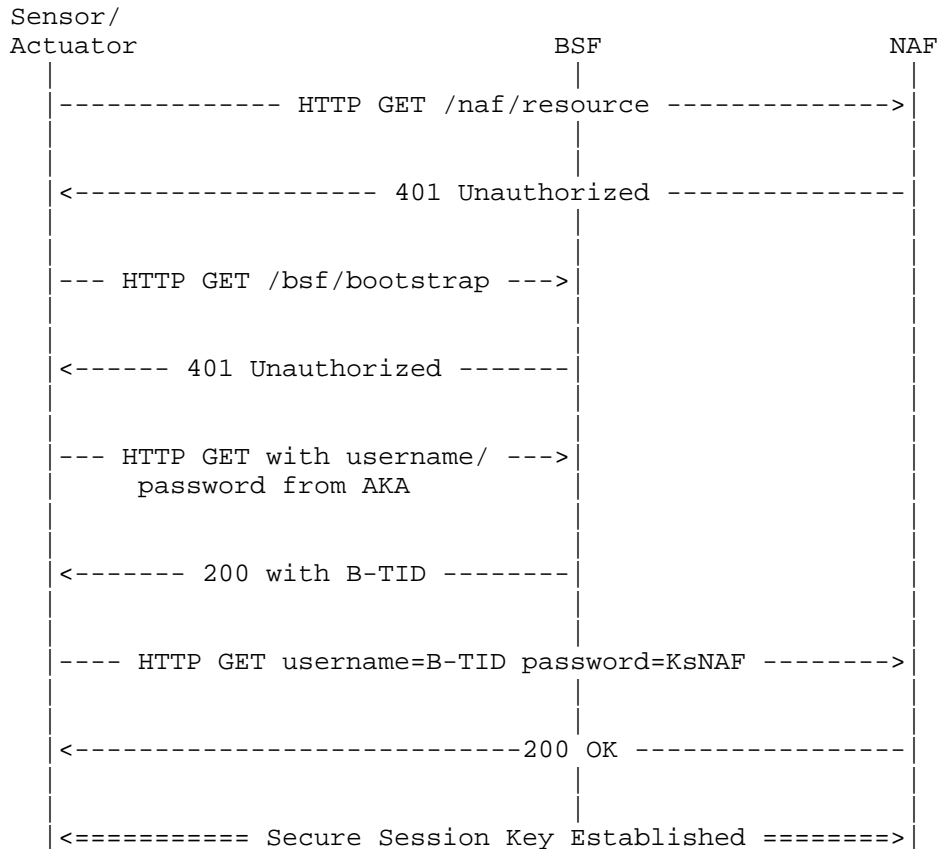 Sensor/
Actuator BSF NAF
HTTP GET /naf/resource
401 Unauthorized
HTTP GET /bsf/bootstrap
401 Unauthorized
HTTP GET with username/
password from AKA
200 with B-TID
HTTP GET username=B-TID password=KsNAF
200 OK
Secure Session Key Established